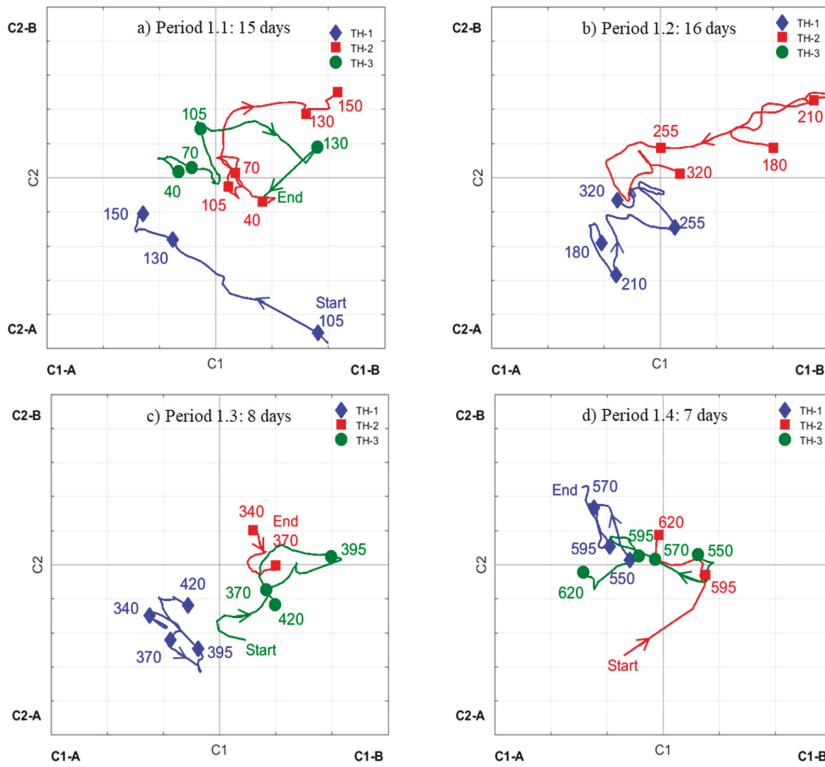 C2-B
a) Period 1.1: 15 days
TH-1
TH-2
TH-3
150
130
105
130
70
40
70
105
40
End
150
130
Start
105
C2
C2-A
C1-A
C1
C1-B
C2-B
b) Period 1.2: 16 days
TH-1
TH-2
TH-3
210
255
180
320
320
255
180
210
C2-A
C1-A
C1
C1-B
C2-B
c) Period 1.3: 8 days
TH-1
TH-2
TH-3
340
End
370
395
420
370
340
420
370
395
Start
C2
C2-A
C1-A
C1
C1-B
C2-B
d) Period 1.4: 7 days
TH-1
TH-2
TH-3
End
570
620
595
570
550
595
550
620
595
Start
C2-A
C1-A
C1
C1-B